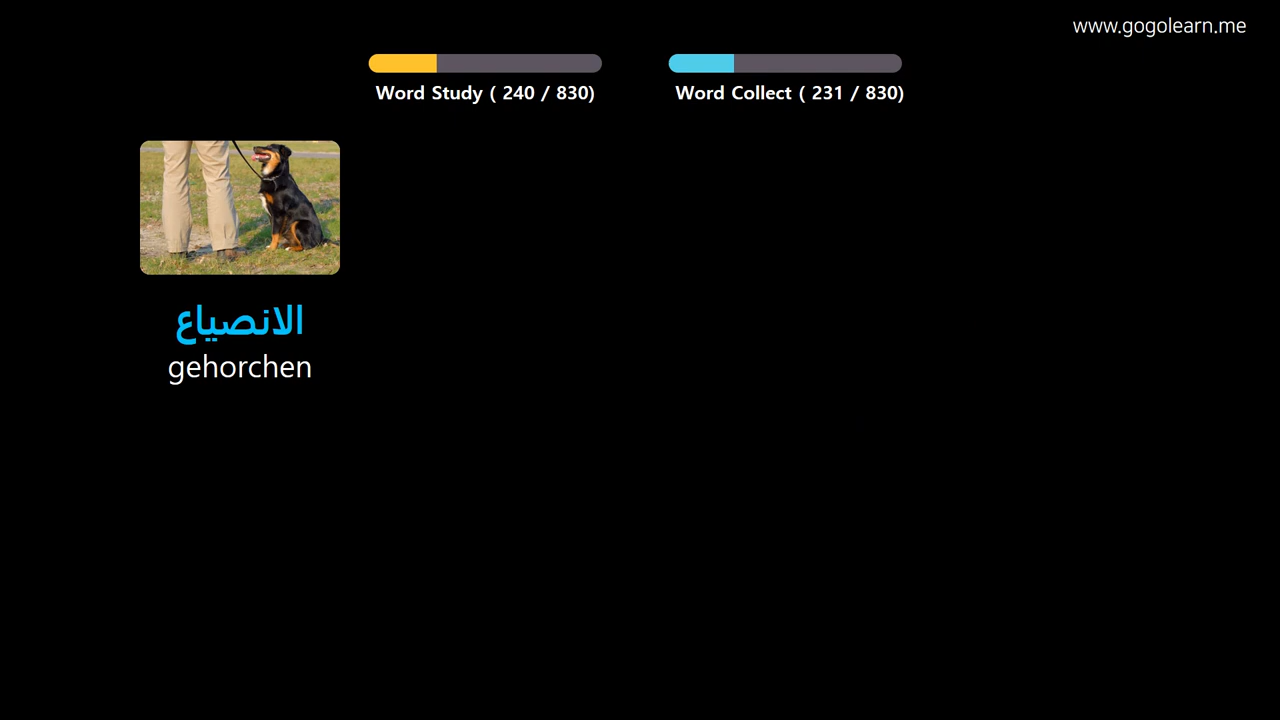 www.gogolearn.me
Word Study ( 240 / 830)
Word Collect ( 231 / 830)
الانصياع
gehorchen